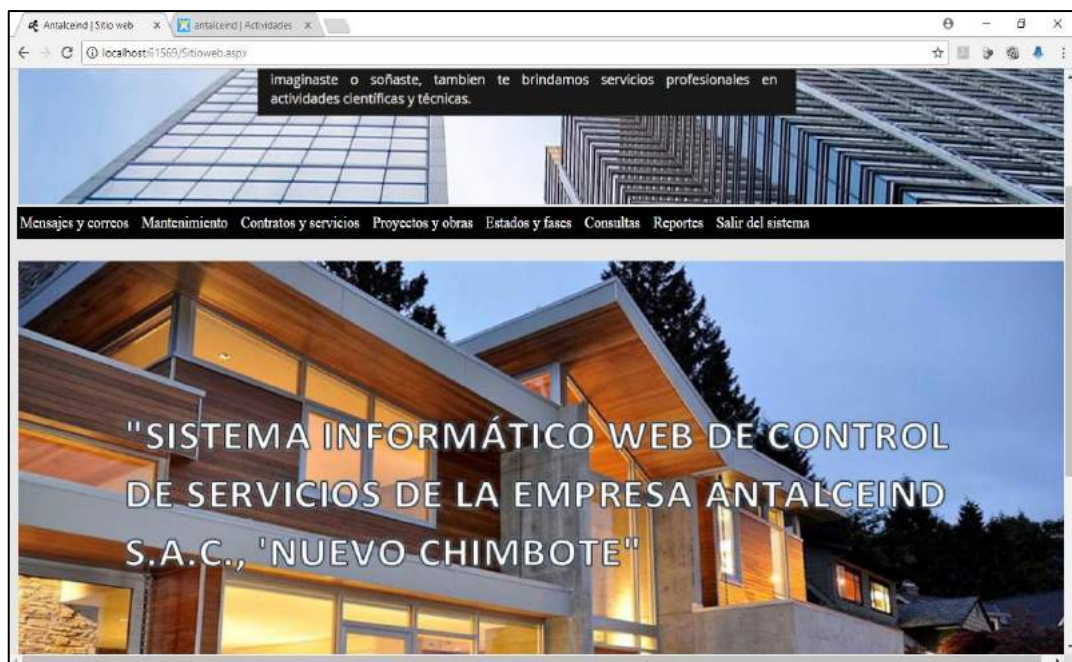 Antalceind | Sitio web
antalceind | Actividades
localhost:61569/Sitioweb.aspx
imaginaste o soñaste, tambien te brindamos servicios profesionales en
actividades científicas y técnicas.
Mensajes y correos Mantenimiento Contratos y servicios Proyectos y obras Estados y fases Consultas Reportes Salir del sistema
"SISTEMA INFORMÁTICO WEB DE CONTROL
DE SERVICIOS DE LA EMPRESA ANTALCEIND
S.A.C., 'NUEVO CHIMBOTE"